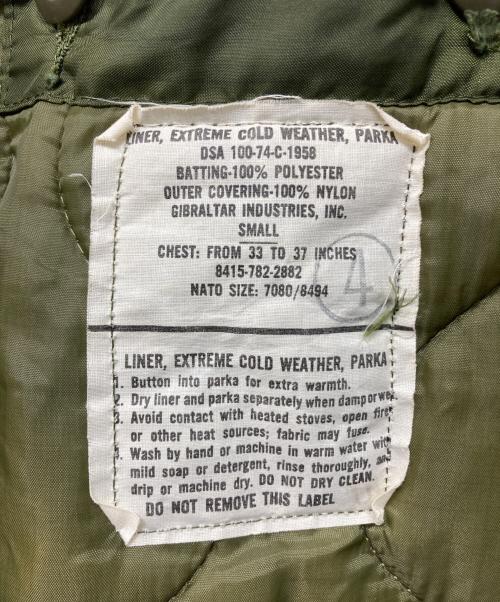 LINER, EXTREME COLD WEATHER, PARKA
DSA 100-74-C-1958
BATTING-100% POLYESTER
OUTER COVERING-100% NYLON
GIBRALTAR INDUSTRIES, INC.
SMALL
CHEST: FROM 33 TO 37 INCHES
8415-782-2882
NATO SIZE: 7080/8494
4
LINER, EXTREME COLD WEATHER, PARKA
1. Button into parka for extra warmth.
2. Dry liner and parka separately when damp or wet.
3. Avoid contact with heated stoves, open fire
or other heat sources; fabric may fuse.
4. Wash by hand or machine in warm water with
mild soap or detergent, rinse thoroughly, and
drip or machine dry. DO NOT DRY CLEAN.
DO NOT REMOVE THIS LABEL